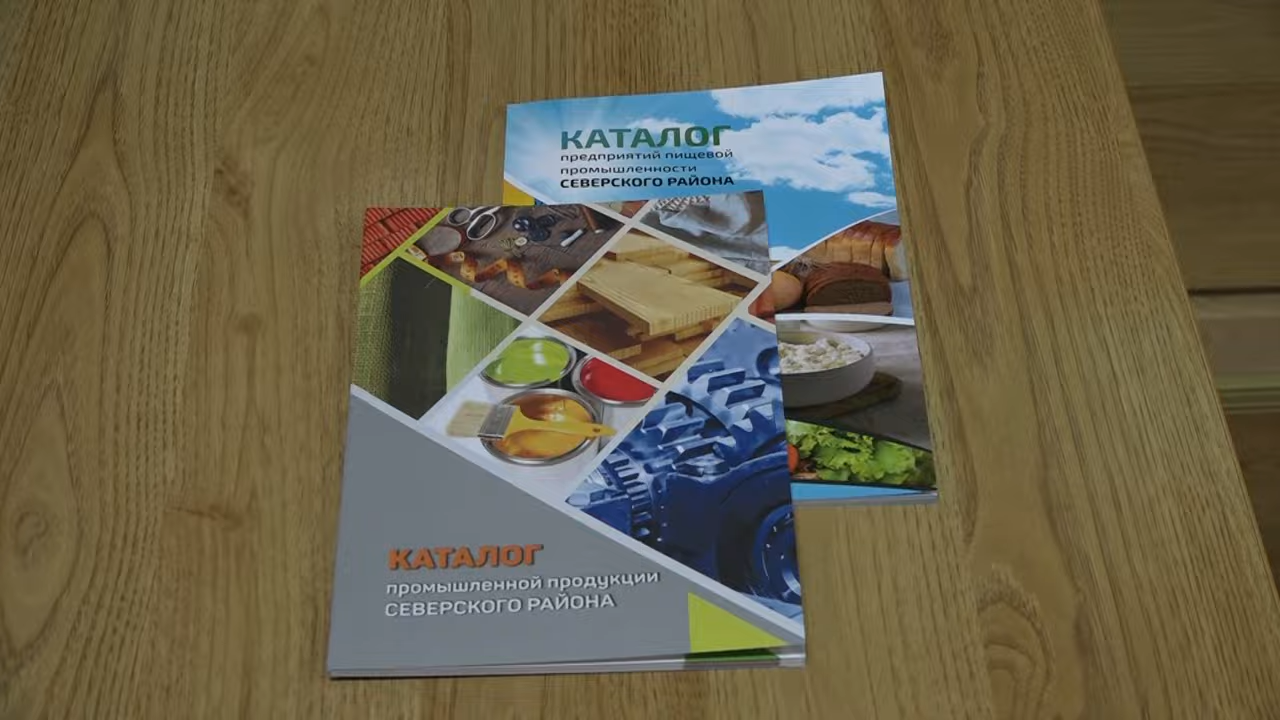 КАТАЛОГ
предприятий пищевой
промышленности
СЕВЕРСКОГО РАЙОНА
КАТАЛОГ
промышленной продукции
СЕВЕРСКОГО РАЙОНА